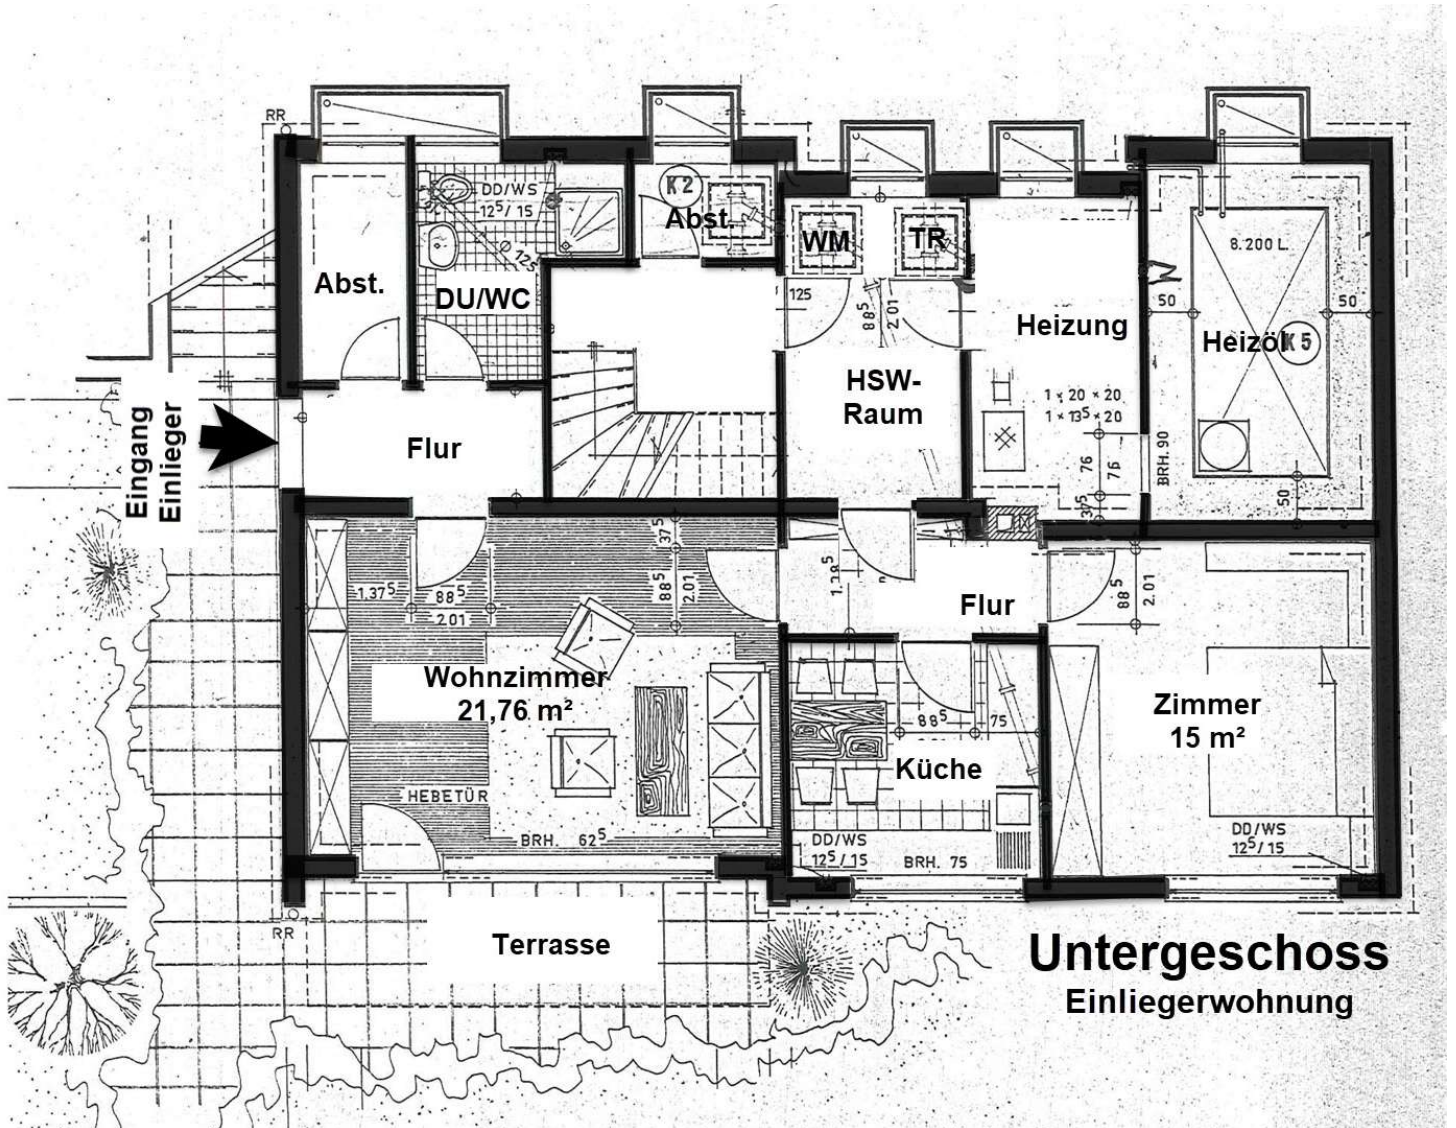 RR
DD/WS
12⁵/ 15
125
K 2
Abst.
WM
TR
8.200 L.
Abst.
DU/WC
125
88⁵
2.01
50
50
Heizung
Heizöl
K 5
HSW-
Raum
1 x 20 x 20
1 x 13⁵ x 20
Eingang
Einlieger
Flur
76
76
BRH. 90
50
37⁵
37⁵
1.37⁵
88⁵
2.01
88⁵
2.01
1.38⁵
Flur
88⁵
2.01
Wohnzimmer
21,76 m²
Zimmer
15 m²
88⁵
75
Küche
HEBETÜR
BRH. 62⁵
DD/WS
12⁵/ 15
BRH. 75
DD/WS
12⁵/ 15
RR
Terrasse
Untergeschoss
Einliegerwohnung